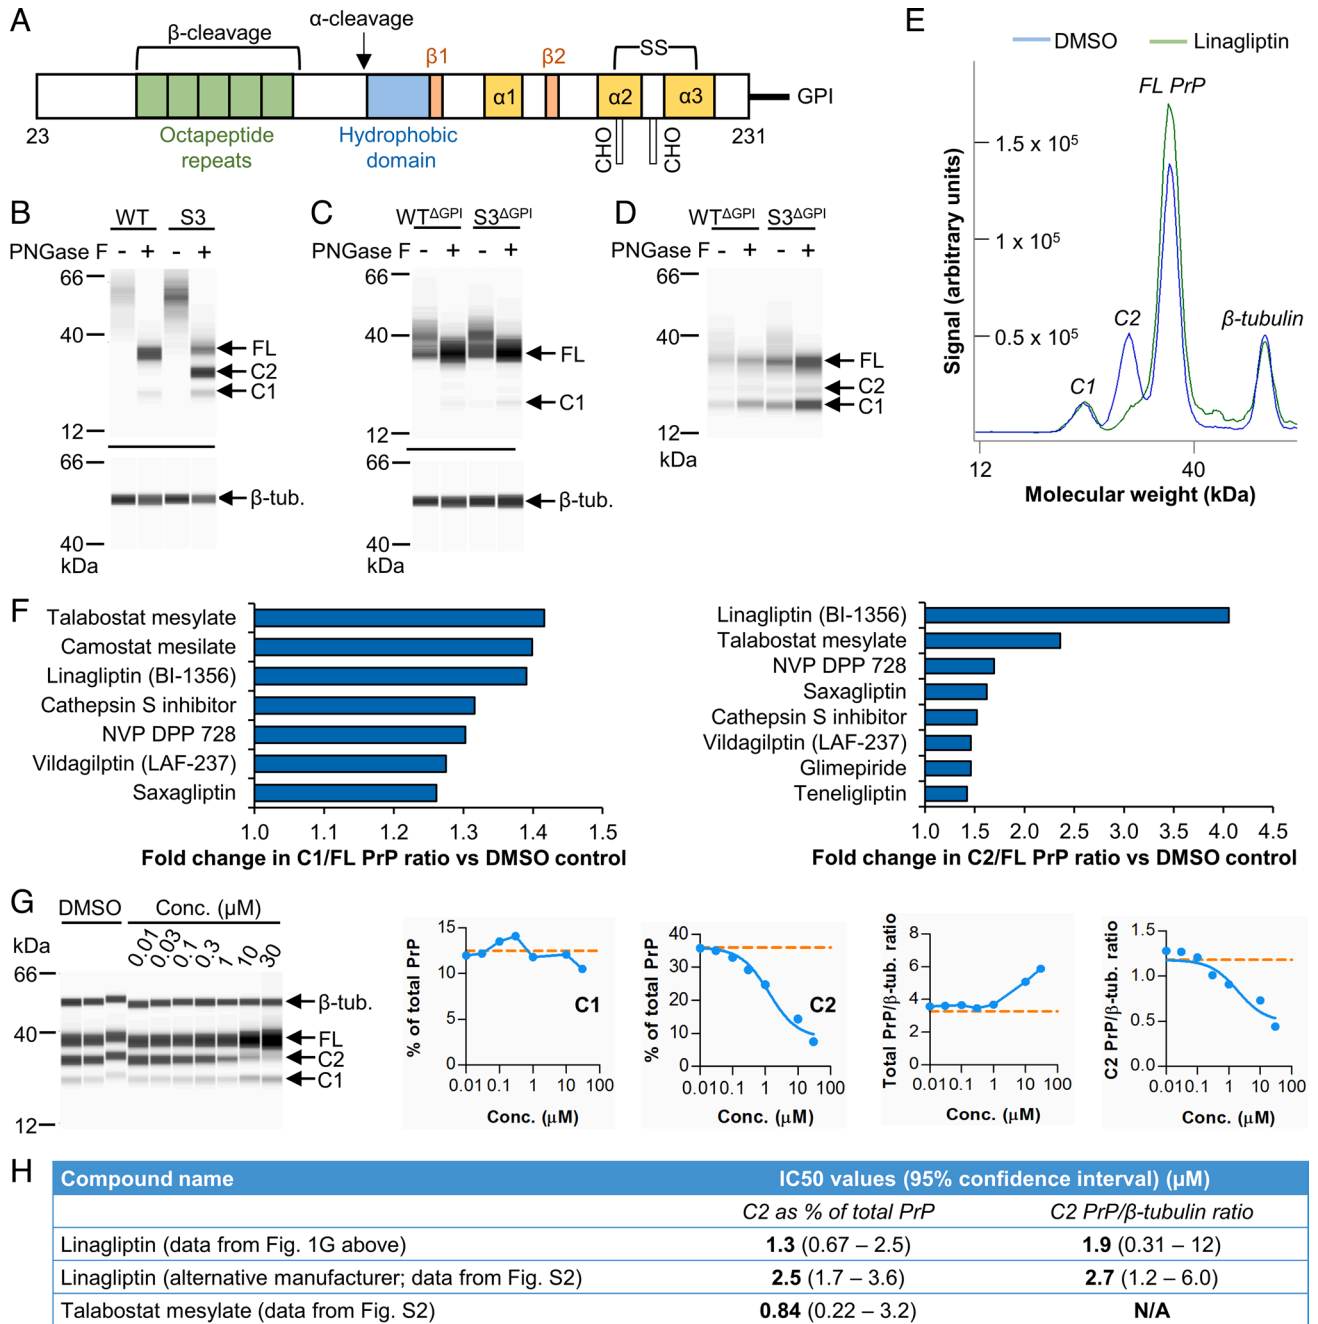 A
β-cleavage
α-cleavage
β1
β2
SS
α1
α2
α3
GPI
23
Octapeptide
repeats
Hydrophobic
domain
CHO
CHO
231
B
WT
S3
PNGase F
-
+
-
+
66
40
12
FL
C2
C1
66
40
kDa
β-tub.
C
WTΔGPI
S3ΔGPI
PNGase F
-
+
-
+
66
40
12
FL
C1
66
40
kDa
β-tub.
D
WTΔGPI
S3ΔGPI
PNGase F
-
+
-
+
66
40
12
kDa
FL
C2
C1
E
DMSO
Linagliptin
FL PrP
C2
C1
β-tubulin
1.5 x 10⁵
1 x 10⁵
0.5 x 10⁵
Signal (arbitrary units)
12
40
Molecular weight (kDa)
F
Talabostat mesylate
Camostat mesilate
Linagliptin (BI-1356)
Cathepsin S inhibitor
NVP DPP 728
Vildagilptin (LAF-237)
Saxagliptin
1.0 1.1 1.2 1.3 1.4 1.5
Fold change in C1/FL PrP ratio vs DMSO control
Linagliptin (BI-1356)
Talabostat mesylate
NVP DPP 728
Saxagliptin
Cathepsin S inhibitor
Vildagilptin (LAF-237)
Glimepiride
Teneligliptin
1.0 1.5 2.0 2.5 3.0 3.5 4.0 4.5
Fold change in C2/FL PrP ratio vs DMSO control
G
DMSO
Conc. (µM)
kDa
0.01 0.03 0.1 0.3 1 10 30
66
40
12
β-tub.
FL
C2
C1
% of total PrP
15
10
5
0
C1
0.01 0.1 1 10 100
Conc. (µM)
% of total PrP
40
30
20
10
0
C2
0.01 0.1 1 10 100
Conc. (µM)
Total PrP/β-tub. ratio
8
6
4
2
0
0.01 0.1 1 10 100
Conc. (µM)
C2 PrP/β-tub. ratio
1.5
1.0
0.5
0.0
0.01 0.1 1 10 100
Conc. (µM)
H
Compound name IC50 values (95% confidence interval) (µM)
C2 as % of total PrP C2 PrP/β-tubulin ratio
Linagliptin (data from Fig. 1G above) 1.3 (0.67 – 2.5) 1.9 (0.31 – 12)
Linagliptin (alternative manufacturer; data from Fig. S2) 2.5 (1.7 – 3.6) 2.7 (1.2 – 6.0)
Talabostat mesylate (data from Fig. S2) 0.84 (0.22 – 3.2) N/A